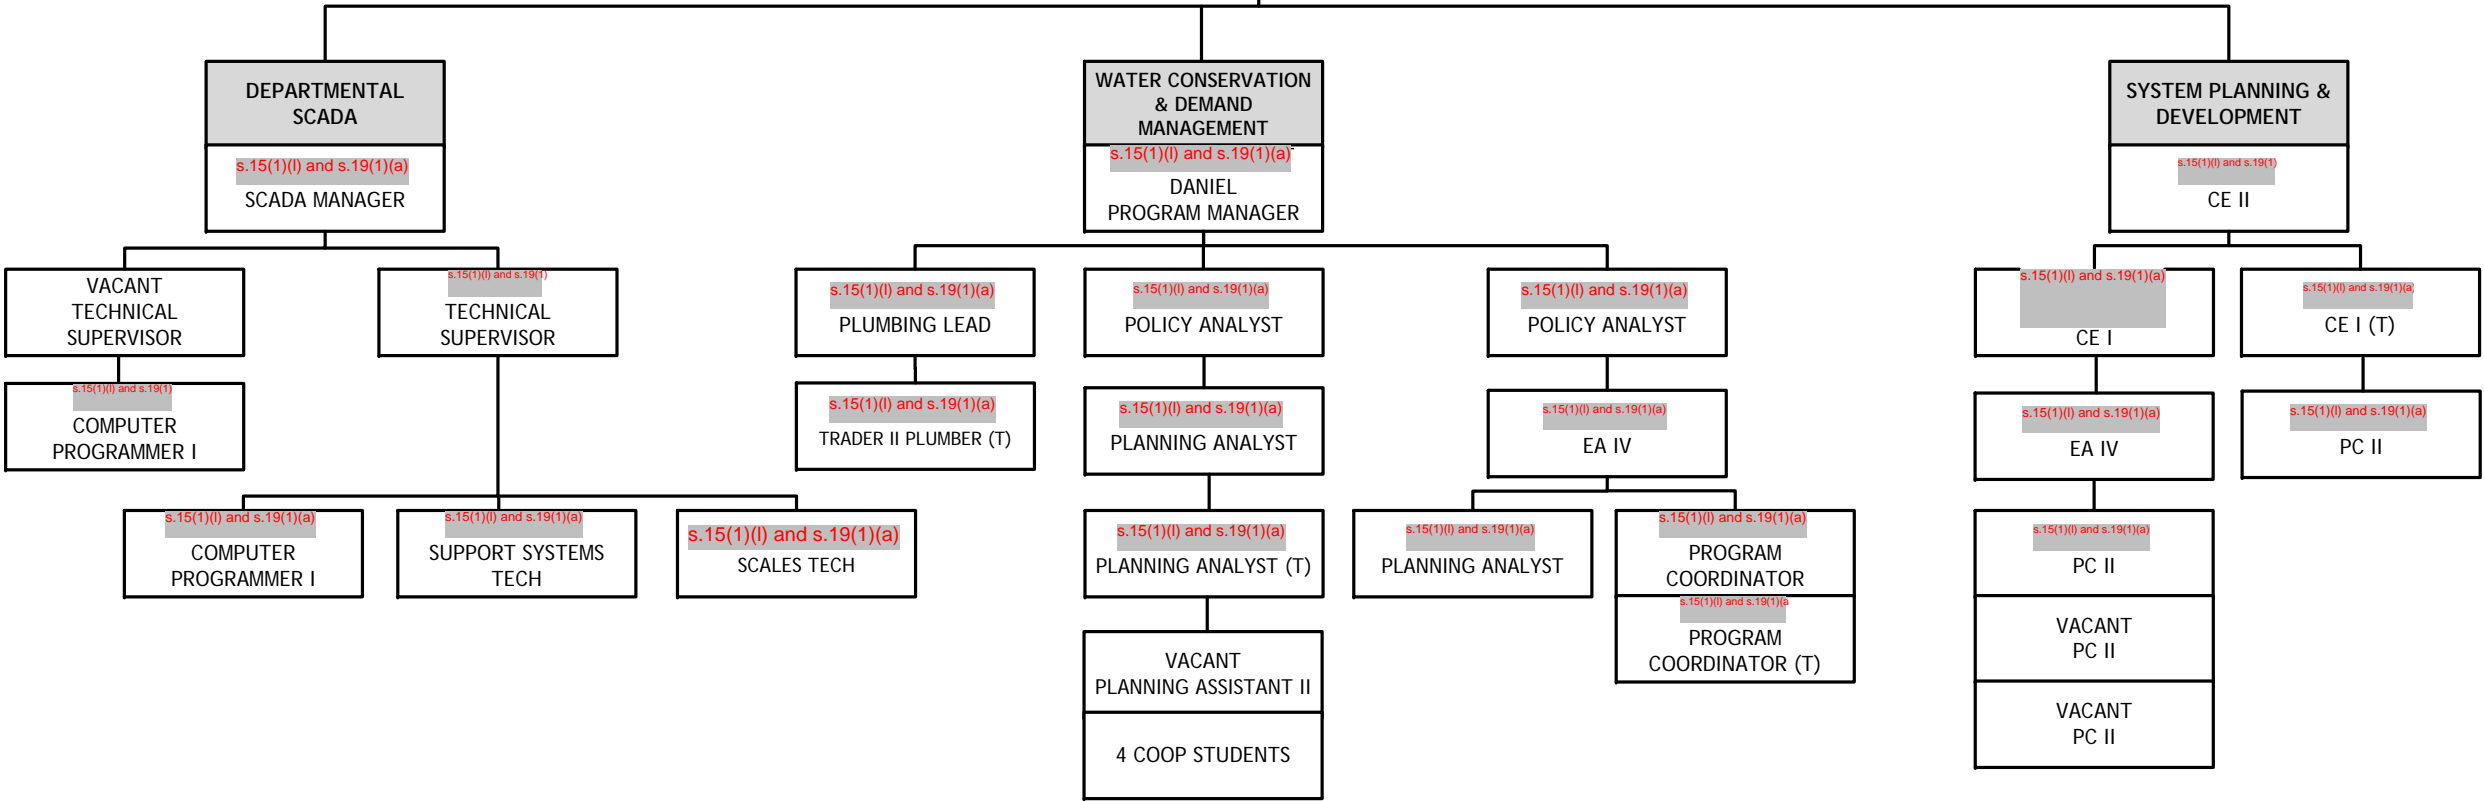 DEPARTMENTAL
SCADA
s.15(1)(l) and s.19(1)(a)
SCADA MANAGER
VACANT
TECHNICAL
SUPERVISOR
s.15(1)(l) and s.19(1)
COMPUTER
PROGRAMMER I
s.15(1)(l) and s.19(1)
TECHNICAL
SUPERVISOR
s.15(1)(l) and s.19(1)(a)
COMPUTER
PROGRAMMER I
s.15(1)(l) and s.19(1)(a)
SUPPORT SYSTEMS
TECH
s.15(1)(l) and s.19(1)(a)
SCALES TECH
WATER CONSERVATION
& DEMAND
MANAGEMENT
s.15(1)(l) and s.19(1)(a)
DANIEL
PROGRAM MANAGER
s.15(1)(l) and s.19(1)(a)
PLUMBING LEAD
s.15(1)(l) and s.19(1)(a)
TRADER II PLUMBER (T)
s.15(1)(l) and s.19(1)(a)
POLICY ANALYST
s.15(1)(l) and s.19(1)(a)
PLANNING ANALYST
s.15(1)(l) and s.19(1)(a)
PLANNING ANALYST (T)
VACANT
PLANNING ASSISTANT II
4 COOP STUDENTS
s.15(1)(l) and s.19(1)(a)
POLICY ANALYST
s.15(1)(l) and s.19(1)(a)
EA IV
s.15(1)(l) and s.19(1)(a)
PLANNING ANALYST
s.15(1)(l) and s.19(1)(a)
PROGRAM
COORDINATOR
s.15(1)(l) and s.19(1)(a
PROGRAM
COORDINATOR (T)
SYSTEM PLANNING &
DEVELOPMENT
s.15(1)(l) and s.19(1)
CE II
s.15(1)(l) and s.19(1)(a)
CE I
s.15(1)(l) and s.19(1)(a)
EA IV
s.15(1)(l) and s.19(1)(a)
PC II
VACANT
PC II
VACANT
PC II
s.15(1)(l) and s.19(1)(a)
CE I (T)
s.15(1)(l) and s.19(1)(a)
PC II